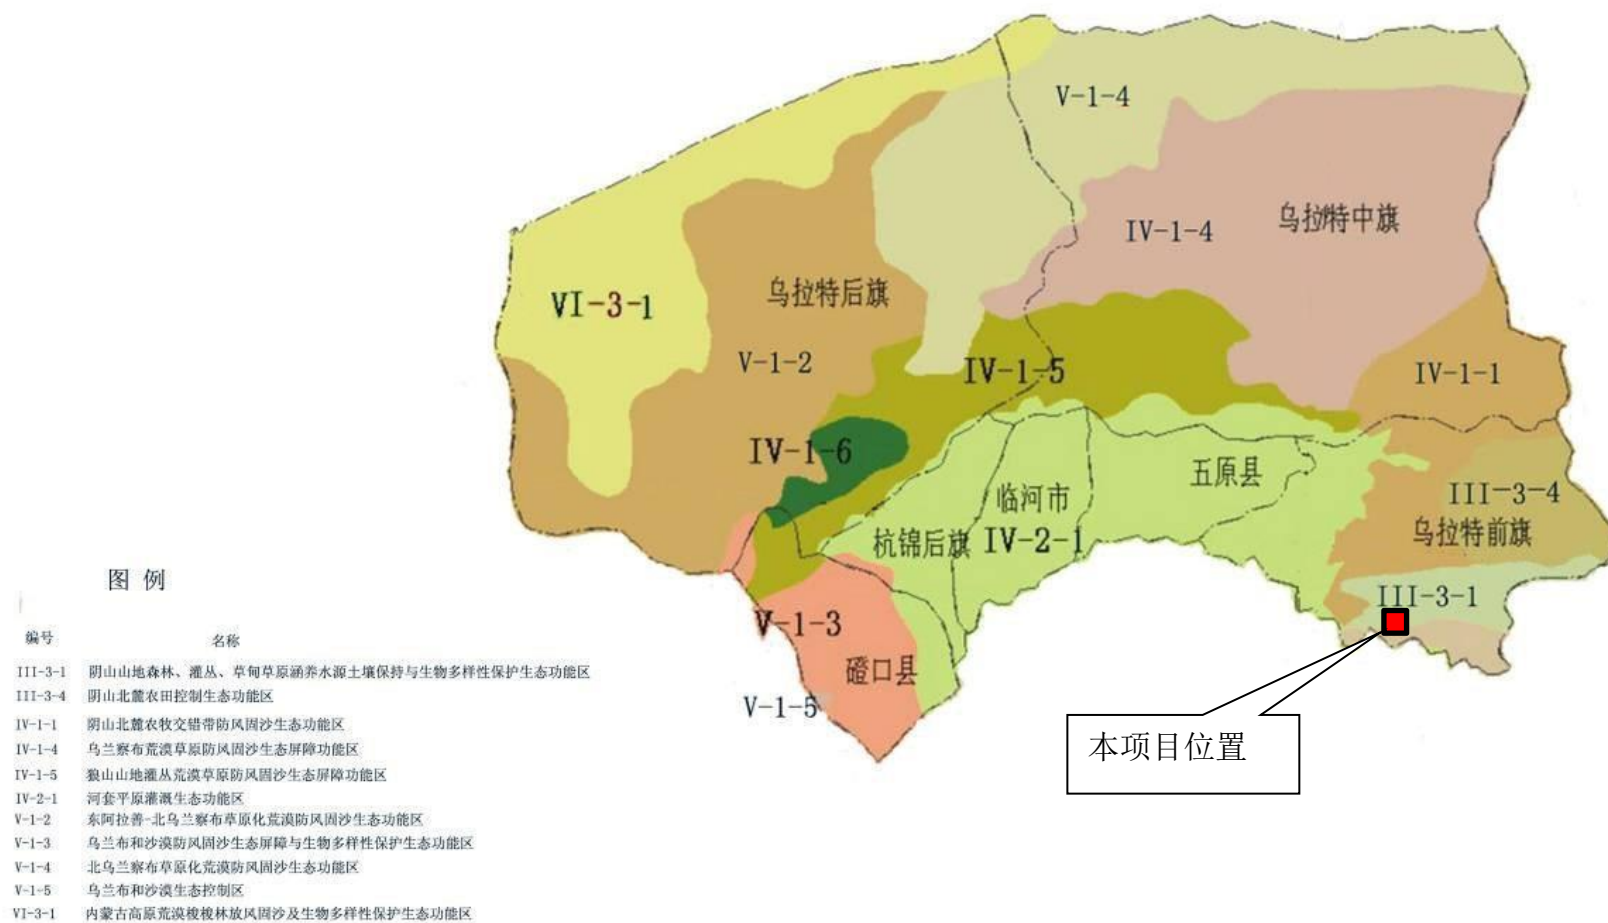 V-1-4
IV-1-4
乌拉特中旗
乌拉特后旗
VI-3-1
V-1-2
IV-1-5
IV-1-1
IV-1-6
五原县
临河市
III-3-4
杭锦后旗
IV-2-1
乌拉特前旗
III-3-1
V-1-3
磴口县
V-1-5
本项目位置
图 例
编号 名称
III-3-1 阴山山地森林、灌丛、草甸草原涵养水源土壤保持与生物多样性保护生态功能区
III-3-4 阴山北麓农田控制生态功能区
IV-1-1 阴山北麓农牧交错带防风固沙生态功能区
IV-1-4 乌兰察布荒漠草原防风固沙生态屏障功能区
IV-1-5 狼山山地灌丛荒漠草原防风固沙生态屏障功能区
IV-2-1 河套平原灌溉生态功能区
V-1-2 东阿拉善-北乌兰察布草原化荒漠防风固沙生态功能区
V-1-3 乌兰布和沙漠防风固沙生态屏障与生物多样性保护生态功能区
V-1-4 北乌兰察布草原化荒漠防风固沙生态功能区
V-1-5 乌兰布和沙漠生态控制区
VI-3-1 内蒙古高原荒漠梭梭林放风固沙及生物多样性保护生态功能区